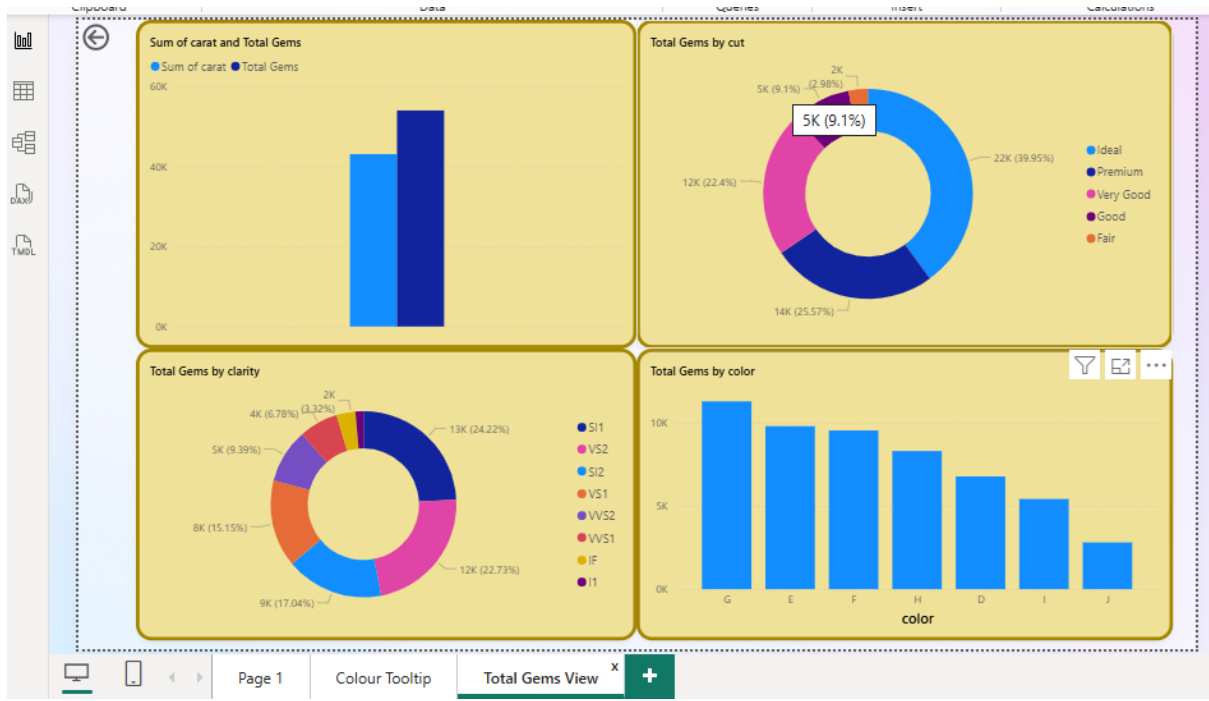 Clipboard Data Queries Insert Calculations
Sum of carat and Total Gems
Sum of carat Total Gems
60K
40K
20K
0K
Total Gems by cut
2K
(2.98%)
5K (9.1%)
5K (9.1%)
22K (39.95%)
12K (22.4%)
14K (25.57%)
Ideal
Premium
Very Good
Good
Fair
DAX
TMDL
Total Gems by clarity
2K
(3.32%)
4K (6.78%)
13K (24.22%)
5K (9.39%)
8K (15.15%)
12K (22.73%)
9K (17.04%)
SI1
VS2
SI2
VS1
VVS2
VVS1
IF
I1
Total Gems by color
10K
5K
0K
G E F H D I J
color
Page 1 Colour Tooltip Total Gems View x +